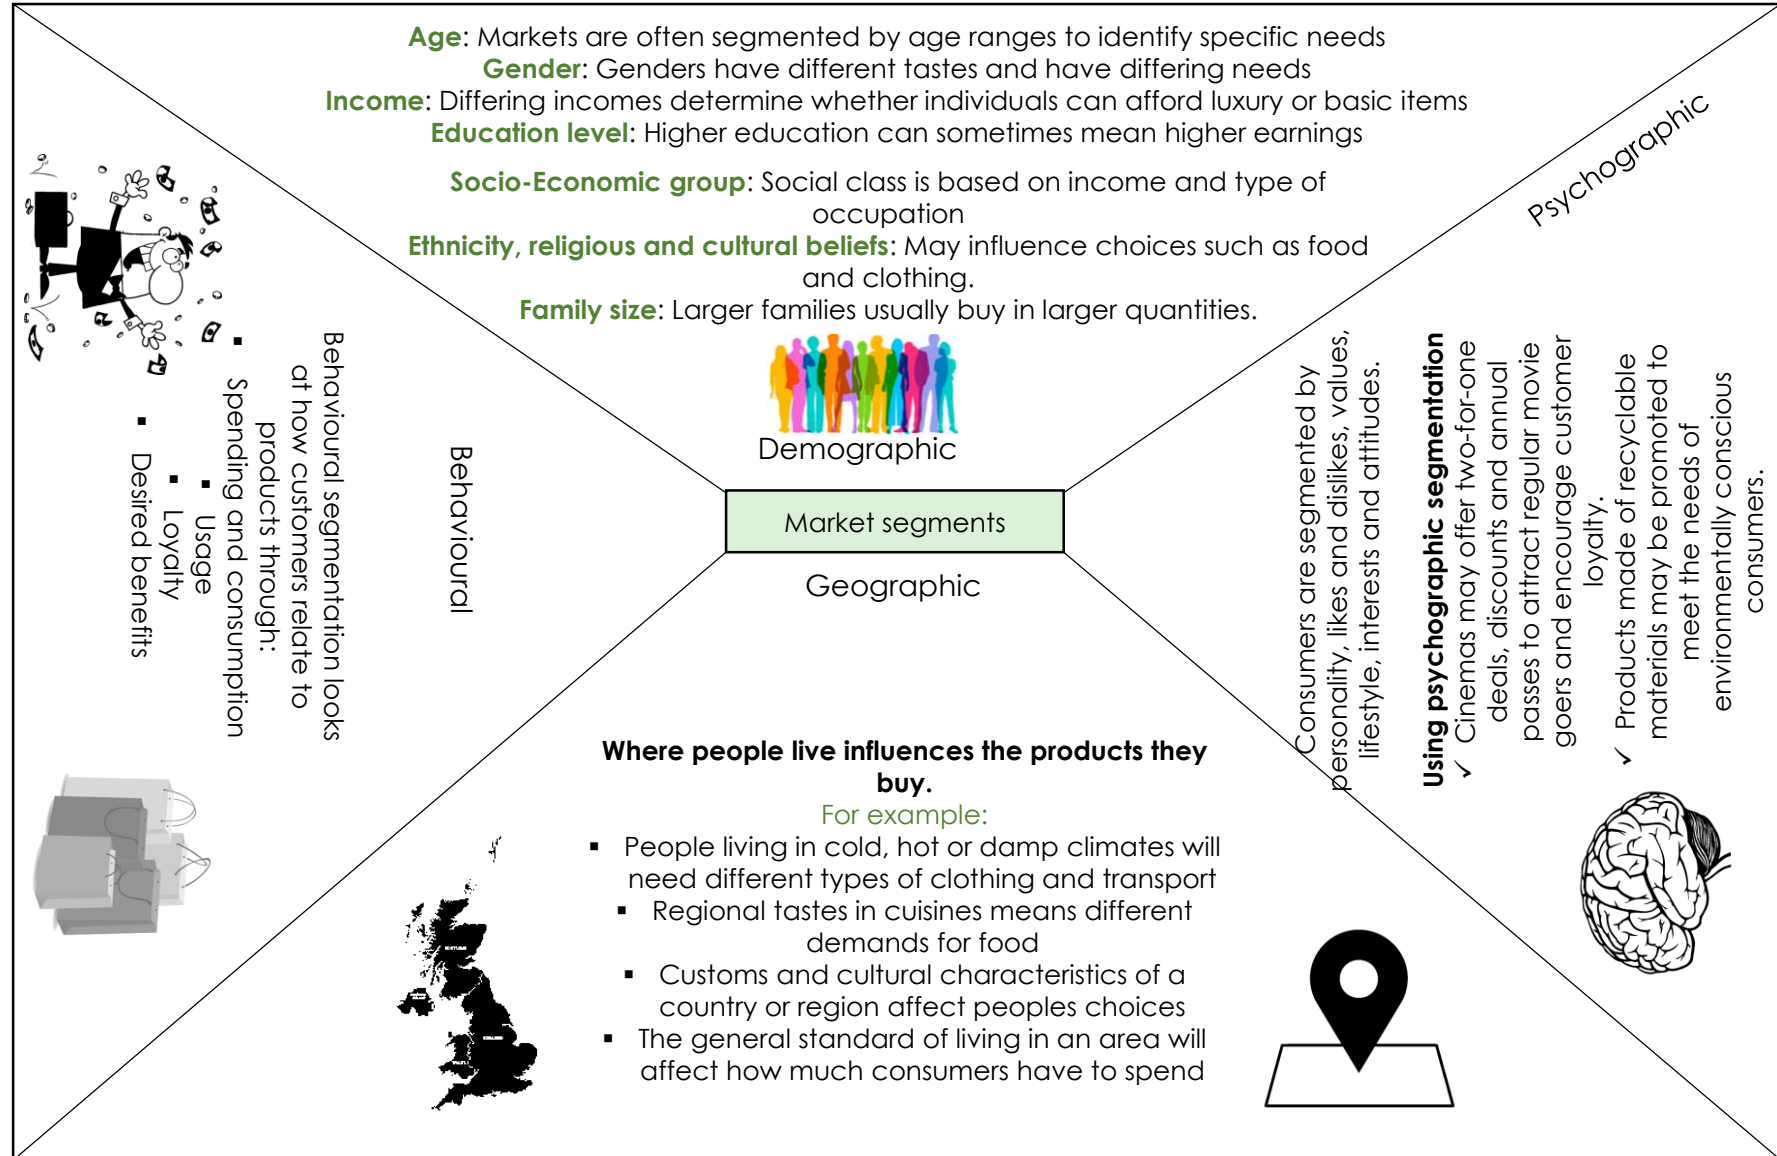 Age: Markets are often segmented by age ranges to identify specific needs
Gender: Genders have different tastes and have differing needs
Income: Differing incomes determine whether individuals can afford luxury or basic items
Education level: Higher education can sometimes mean higher earnings
Socio-Economic group: Social class is based on income and type of
occupation
Ethnicity, religious and cultural beliefs: May influence choices such as food
and clothing.
Family size: Larger families usually buy in larger quantities.
Demographic
Market segments
Geographic
Where people live influences the products they
buy.
For example:
▪ People living in cold, hot or damp climates will
need different types of clothing and transport
▪ Regional tastes in cuisines means different
demands for food
▪ Customs and cultural characteristics of a
country or region affect peoples choices
▪ The general standard of living in an area will
affect how much consumers have to spend
Behavioural
Behavioural segmentation looks
at how customers relate to
products through:
▪ Spending and consumption
▪ Usage
▪ Loyalty
▪ Desired benefits
Psychographic
Consumers are segmented by
personality, likes and dislikes, values,
lifestyle, interests and attitudes.
Using psychographic segmentation
✓ Cinemas may offer two-for-one
deals, discounts and annual
passes to attract regular movie
goers and encourage customer
loyalty.
✓ Products made of recyclable
materials may be promoted to
meet the needs of
environmentally conscious
consumers.